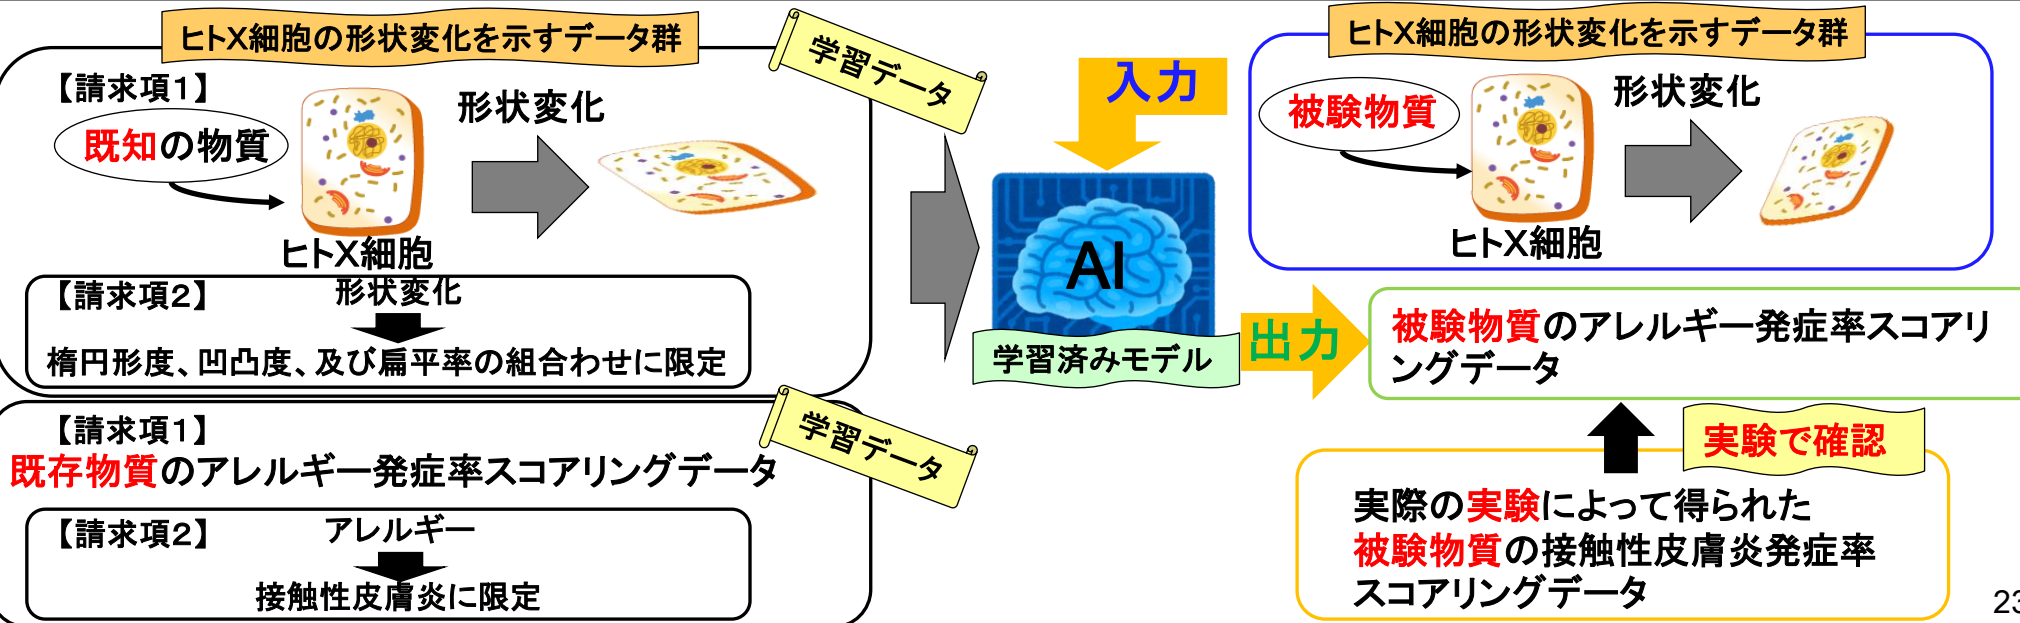 ヒトX細胞の形状変化を示すデータ群
学習データ
【請求項1】
既知の物質
形状変化
ヒトX細胞
【請求項2】
形状変化
楕円形度、凹凸度、及び扁平率の組合わせに限定
学習データ
【請求項1】
既存物質のアレルギー発症率スコアリングデータ
【請求項2】
アレルギー
接触性皮膚炎に限定
入力
AI
学習済みモデル
出力
ヒトX細胞の形状変化を示すデータ群
被験物質
形状変化
ヒトX細胞
被験物質のアレルギー発症率スコアリ
ングデータ
実験で確認
実際の実験によって得られた
被験物質の接触性皮膚炎発症率
スコアリングデータ
23